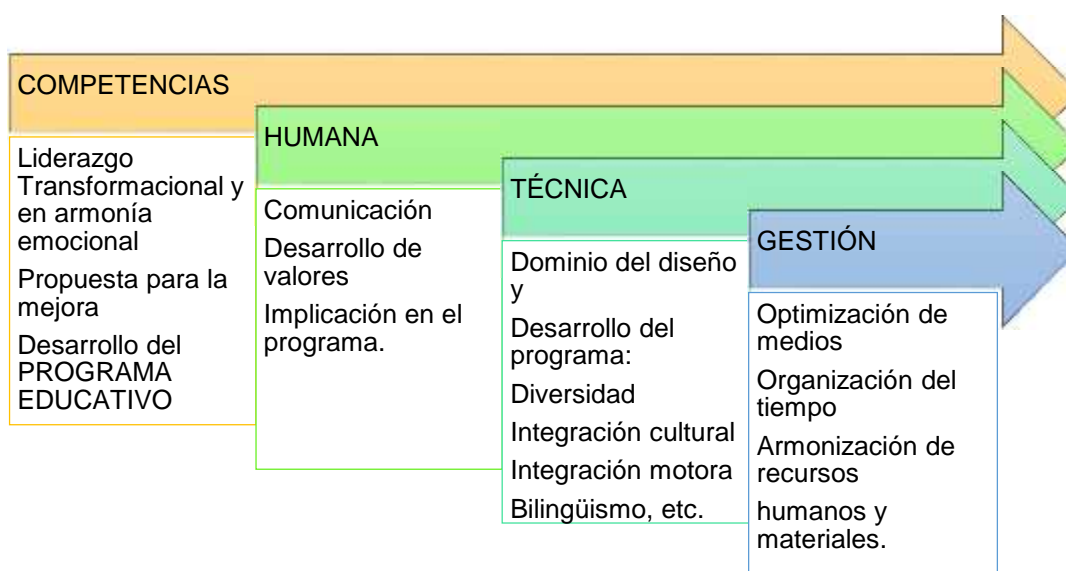 COMPETENCIAS
Liderazgo
Transformacional y
en armonía
emocional
Propuesta para la
mejora
Desarrollo del
PROGRAMA
EDUCATIVO
HUMANA
Comunicación
Desarrollo de
valores
Implicación en el
programa.
TÉCNICA
Dominio del diseño
y
Desarrollo del
programa:
Diversidad
Integración cultural
Integración motora
Bilingüismo, etc.
GESTIÓN
Optimización de
medios
Organización del
tiempo
Armonización de
recursos
humanos y
materiales.